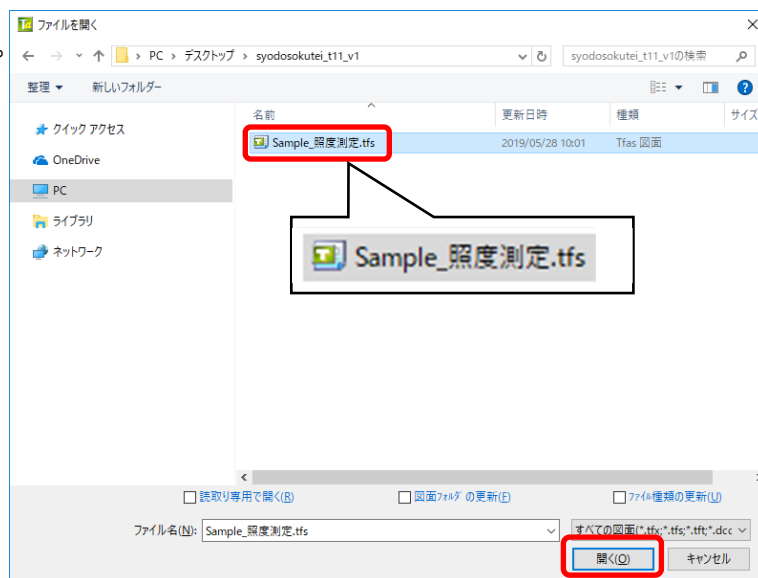 ファイルを開く
PC › デスクトップ › syodosokutei_t11_v1
syodosokutei_t11_v1の検索
整理 新しいフォルダー
名前 更新日時 種類 サイズ
Sample_照度測定.tfs 2019/05/28 10:01 Tfas 図面
クイック アクセス
OneDrive
PC
ライブラリ
ネットワーク
Sample_照度測定.tfs
読取り専用で開く(R) 図面フォルダの更新(F) ファイル種類の更新(U)
ファイル名(N): Sample_照度測定.tfs すべての図面(*.tfx;*.tfs;*.tft;*.dcc
開く(O) キャンセル